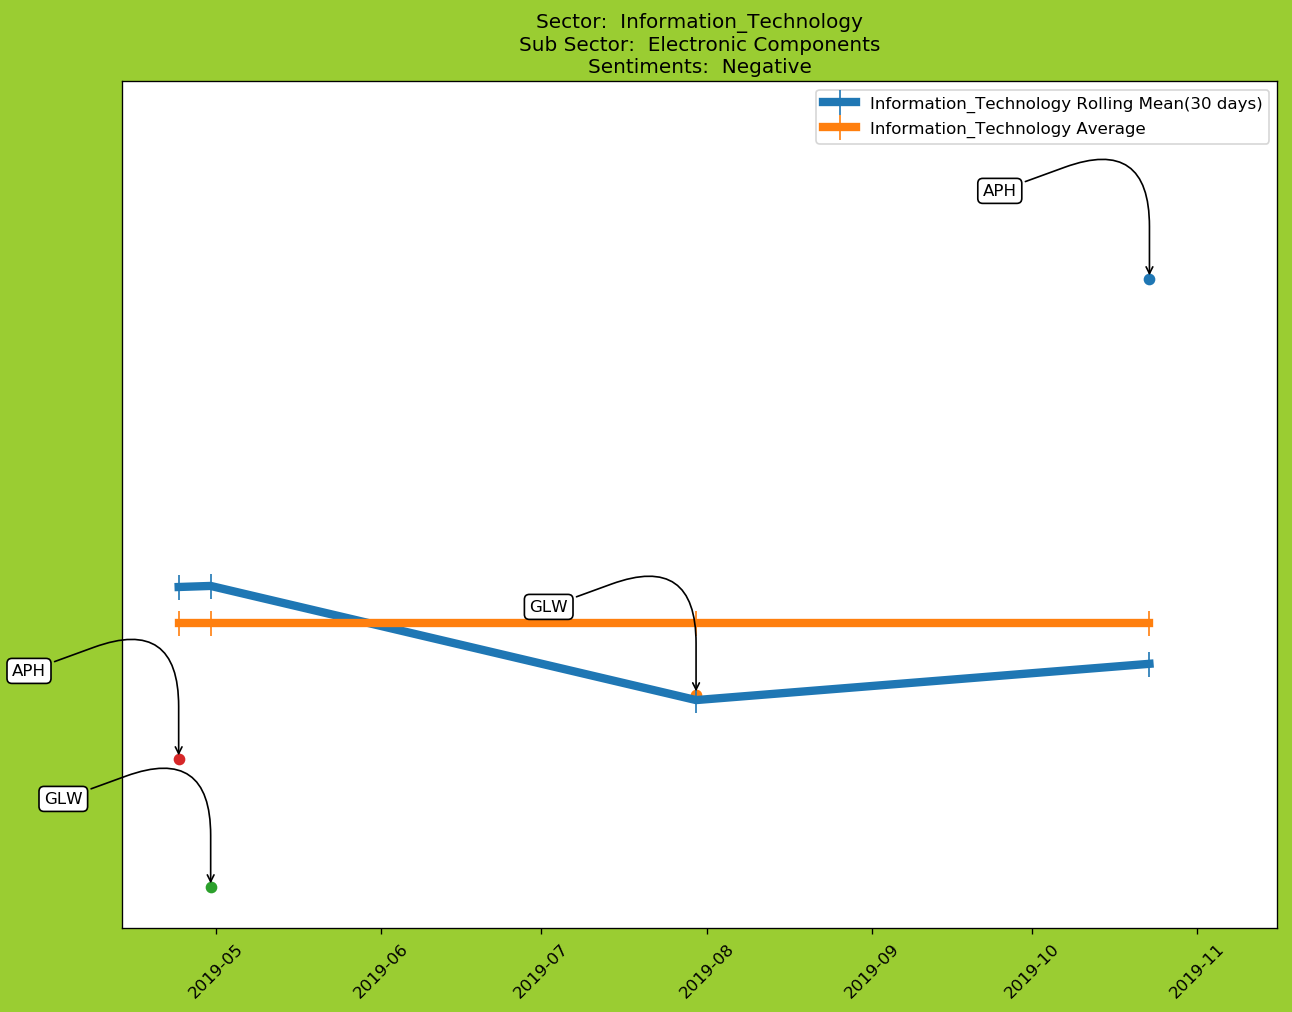 Sector:  Information_Technology
Sub Sector:  Electronic Components
Sentiments:  Negative
Information_Technology Rolling Mean(30 days)
Information_Technology Average
APH
GLW
APH
GLW
2019-05
2019-06
2019-07
2019-08
2019-09
2019-10
2019-11